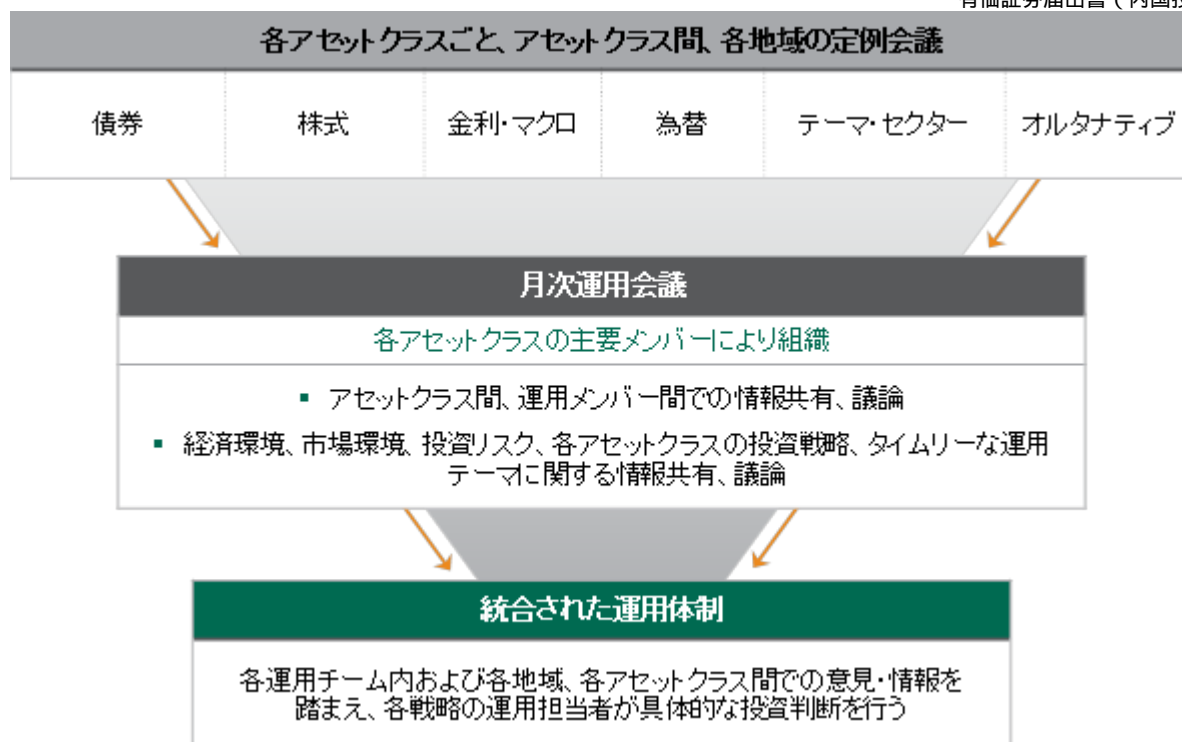 有価証券届出書（内国投
各アセットクラスごと、アセットクラス間、各地域の定例会議
債券 株式 金利・マクロ 為替 テーマ・セクター オルタナティブ
月次運用会議
各アセットクラスの主要メンバーにより組織
▪ アセットクラス間、運用メンバー間での情報共有、議論
▪ 経済環境、市場環境、投資リスク、各アセットクラスの投資戦略、タイムリーな運用
テーマに関する情報共有、議論
統合された運用体制
各運用チーム内および各地域、各アセットクラス間での意見・情報を
踏まえ、各戦略の運用担当者が具体的な投資判断を行う